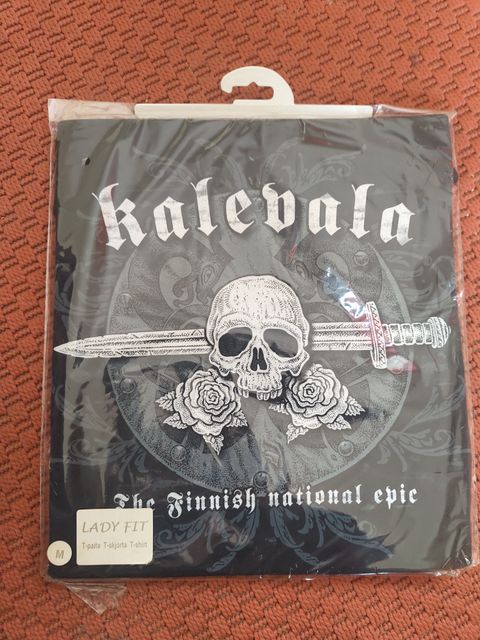 kalevala
The Finnish national epic
LADY FIT
T-paita T-skjorta T-shirt
M